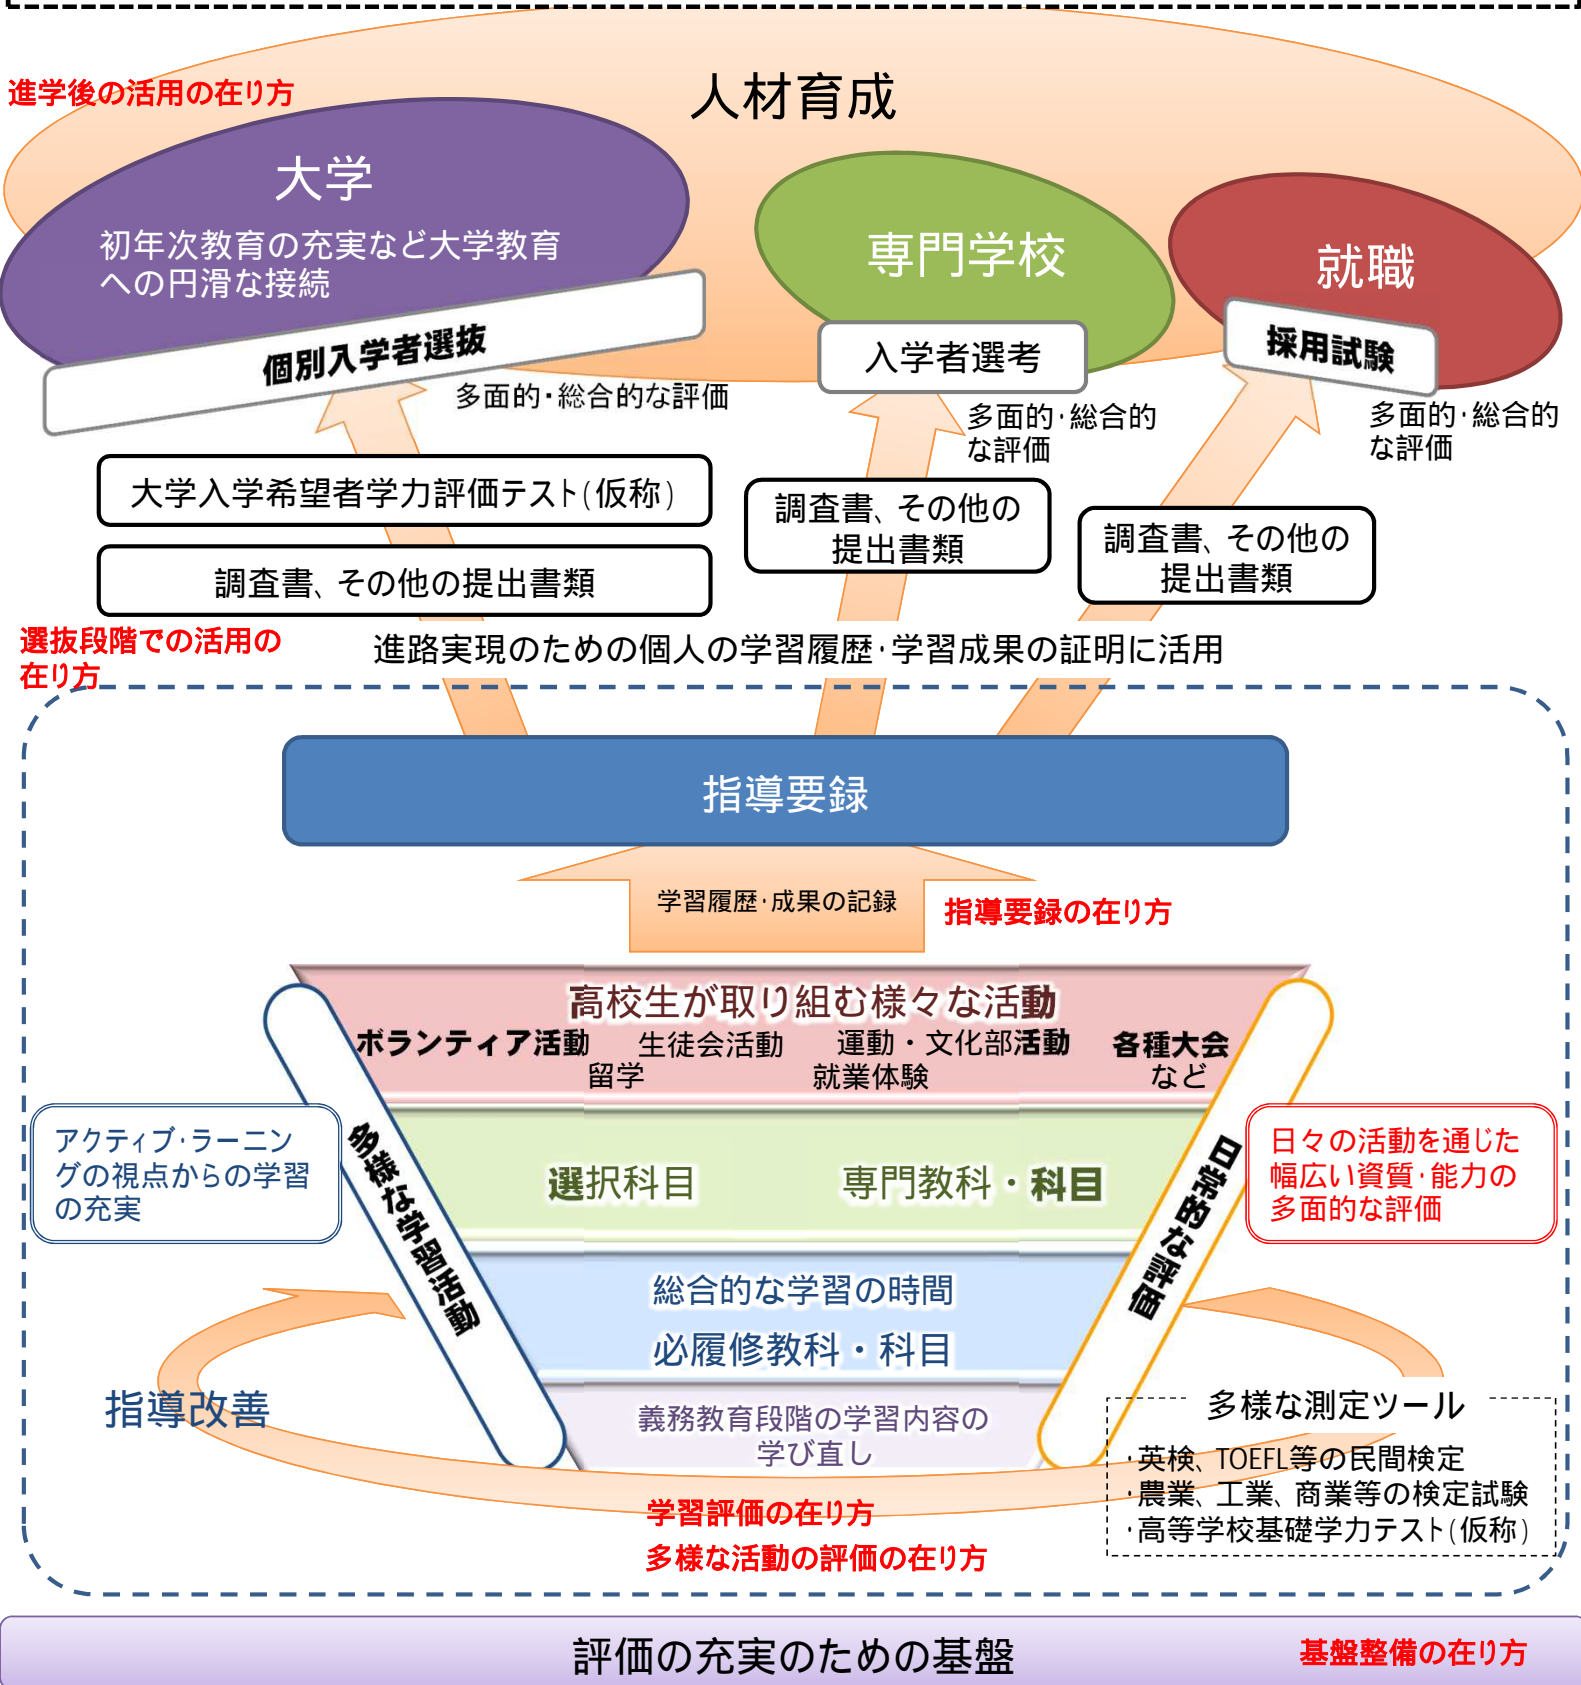 人材育成
進学後の活用の在り方
大学
初年次教育の充実など大学教育
への円滑な接続
個別入学者選抜
多面的・総合的な評価
専門学校
入学者選考
多面的・総合的
な評価
就職
採用試験
多面的・総合的
な評価
大学入学希望者学力評価テスト(仮称)
調査書、その他の提出書類
調査書、その他の
提出書類
調査書、その他の
提出書類
選抜段階での活用の
在り方
進路実現のための個人の学習履歴・学習成果の証明に活用
指導要録
学習履歴・成果の記録
指導要録の在り方
高校生が取り組む様々な活動
ボランティア活動 生徒会活動 運動・文化部活動 各種大会
留学 就業体験 など
アクティブ・ラーニン
グの視点からの学習
の充実
多様な学習活動
選択科目 専門教科・科目
日常的な評価
日々の活動を通じた
幅広い資質・能力の
多面的な評価
総合的な学習の時間
必履修教科・科目
義務教育段階の学習内容の
学び直し
指導改善
多様な測定ツール
・英検、TOEFL等の民間検定
・農業、工業、商業等の検定試験
・高等学校基礎学力テスト(仮称)
学習評価の在り方
多様な活動の評価の在り方
評価の充実のための基盤
基盤整備の在り方